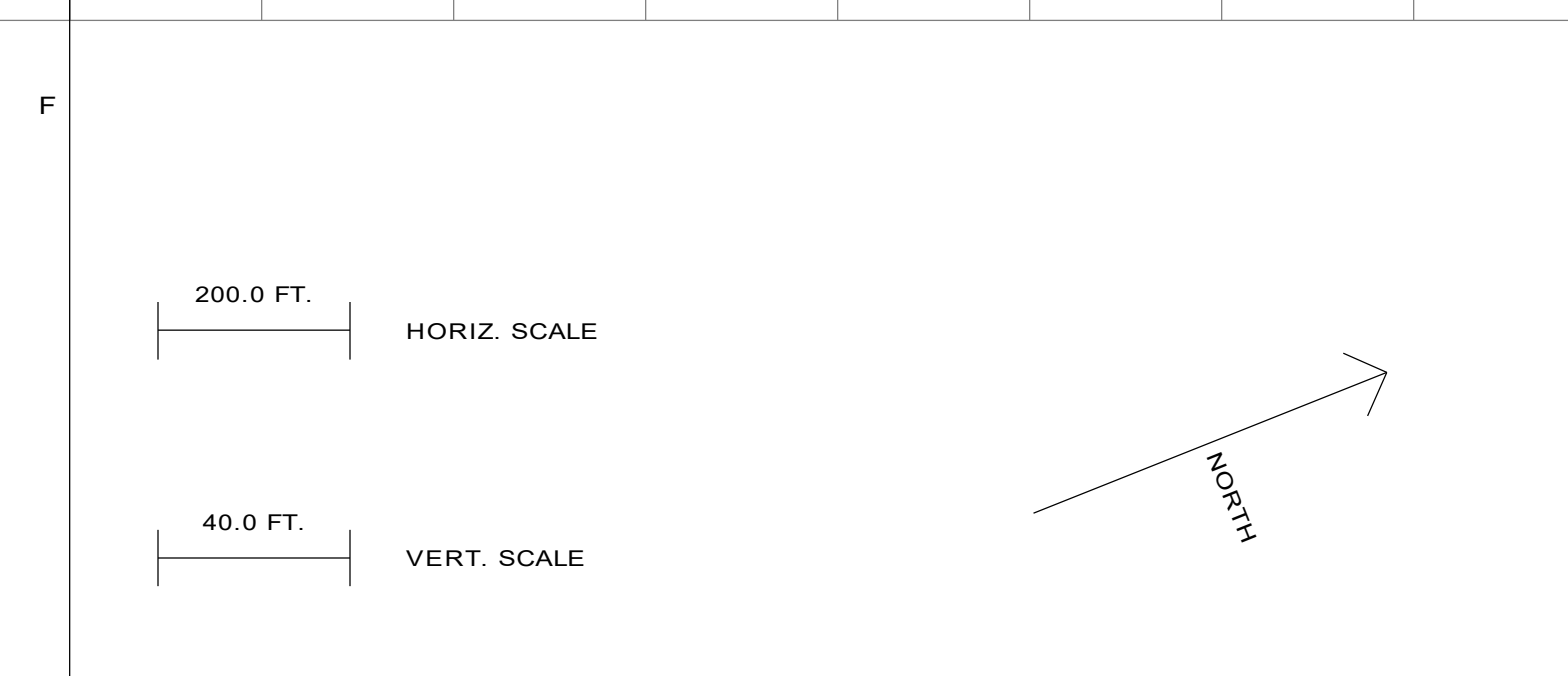 F
200.0 FT.
HORIZ. SCALE
NORTH
40.0 FT.
VERT. SCALE